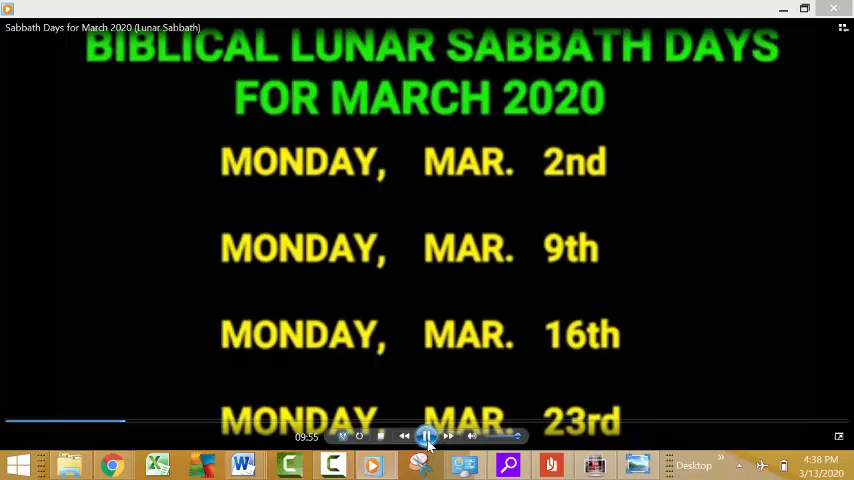 Sabbath Days for March 2020 (Lunar Sabbath)
BIBLICAL LUNAR SABBATH DAYS
FOR MARCH 2020
MONDAY, MAR. 2nd
MONDAY, MAR. 9th
MONDAY, MAR. 16th
MONDAY, MAR. 23rd
09:55
Desktop
4:38 PM
3/13/2020